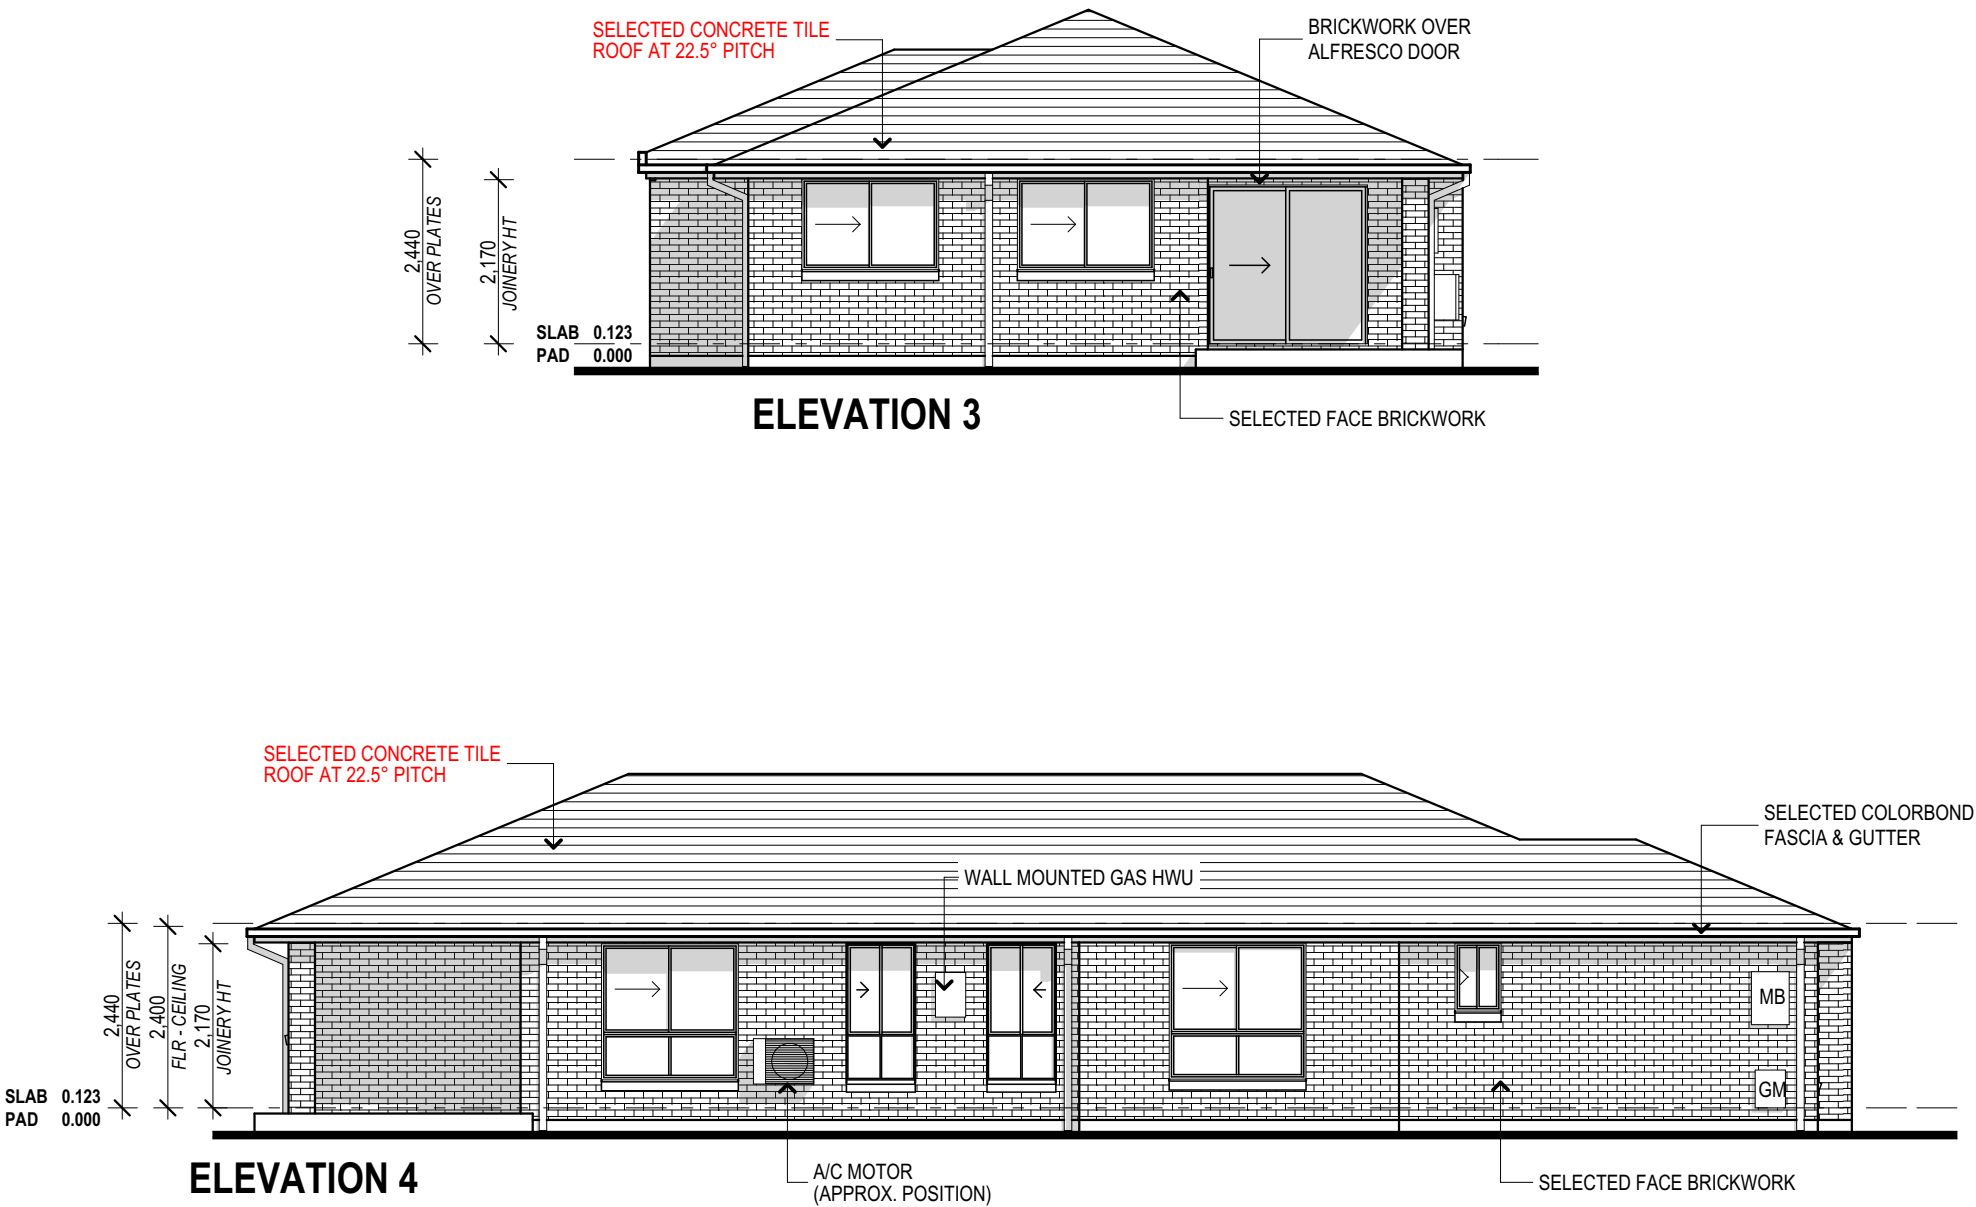 SELECTED CONCRETE TILE
ROOF AT 22.5° PITCH
BRICKWORK OVER
ALFRESCO DOOR
2,440
OVER PLATES
2,170
JOINERY HT
SLAB 0.123
PAD 0.000
ELEVATION 3
SELECTED FACE BRICKWORK
SELECTED CONCRETE TILE
ROOF AT 22.5° PITCH
SELECTED COLORBOND
FASCIA & GUTTER
WALL MOUNTED GAS HWU
2,440
OVER PLATES
2,400
FLR - CEILING
2,170
JOINERY HT
MB
GM
SLAB 0.123
PAD 0.000
ELEVATION 4
A/C MOTOR
(APPROX. POSITION)
SELECTED FACE BRICKWORK